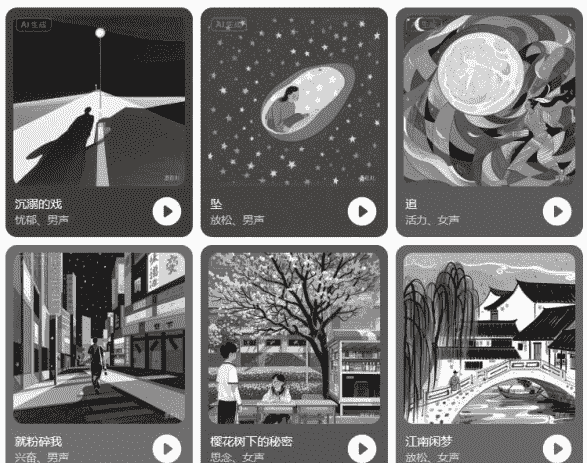 AI生成
沉溺的戏
忧郁、男声
AI生成
坠
放松、男声
生成
追
活力、女声
就粉碎我
兴奋、男声
樱花树下的秘密
思念、女声
江南闲梦
放松、女声